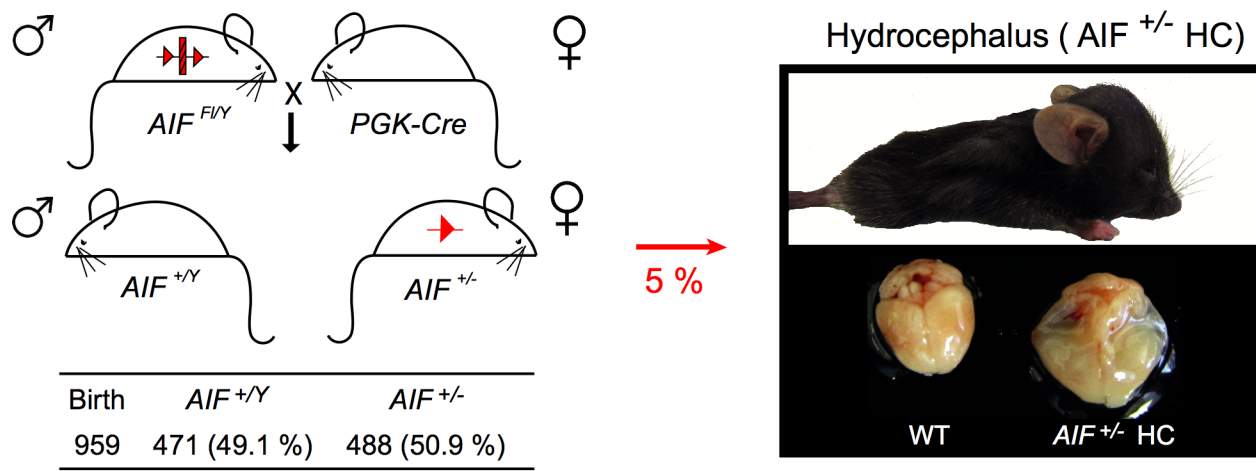 ♂ ♀
X
AIF Fl/Y PGK-Cre
♂ ♀
AIF +/Y AIF +/-
Birth AIF +/Y AIF +/-
959 471 (49.1 %) 488 (50.9 %)
5 %
Hydrocephalus ( AIF +/- HC)
WT AIF +/- HC